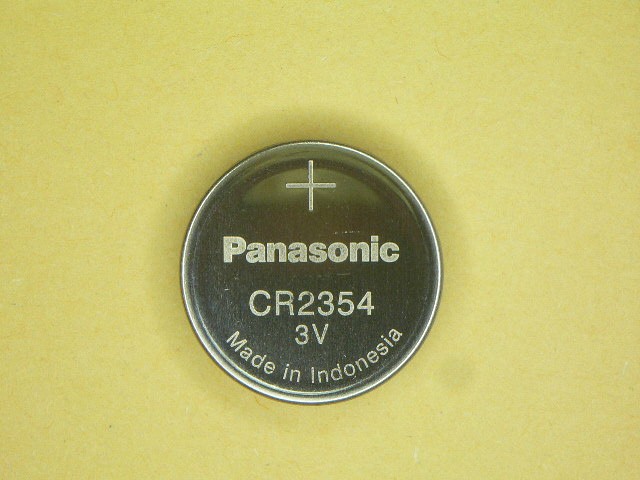 +
Panasonic
CR2354
3V
Made in Indonesia